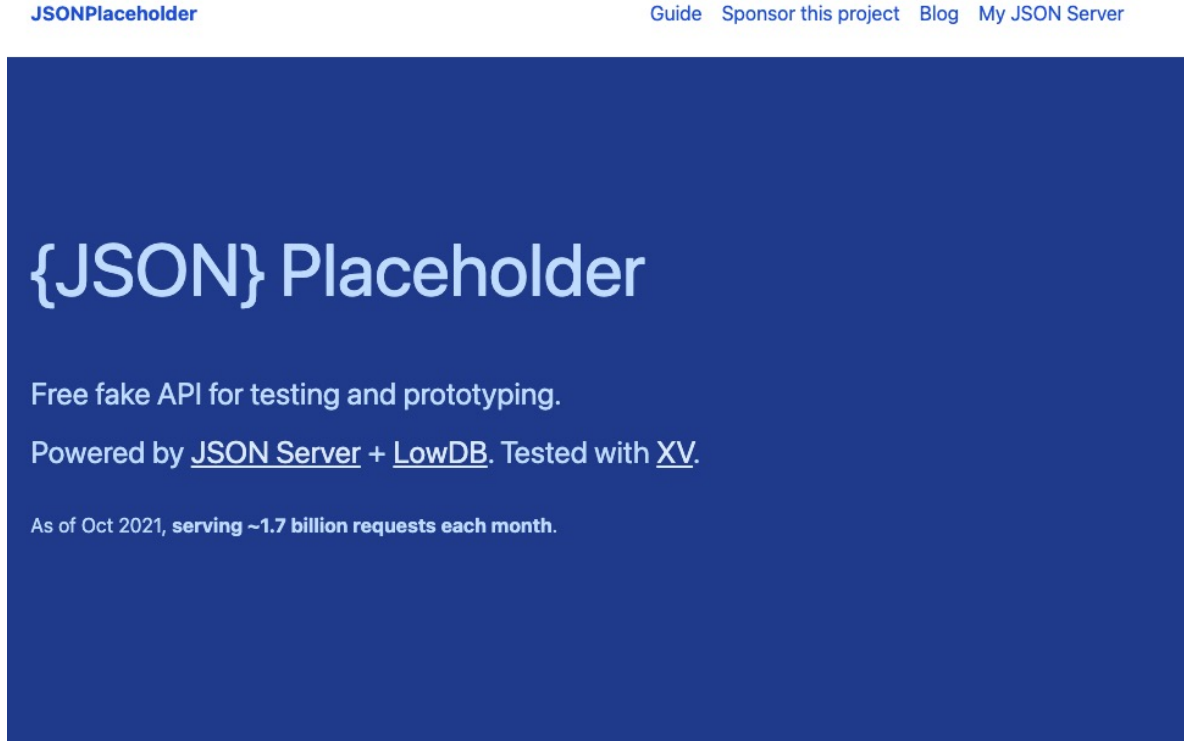 JSONPlaceholder
Guide Sponsor this project Blog My JSON Server
{JSON} Placeholder
Free fake API for testing and prototyping.
Powered by JSON Server + LowDB. Tested with XV.
As of Oct 2021, serving ~1.7 billion requests each month.